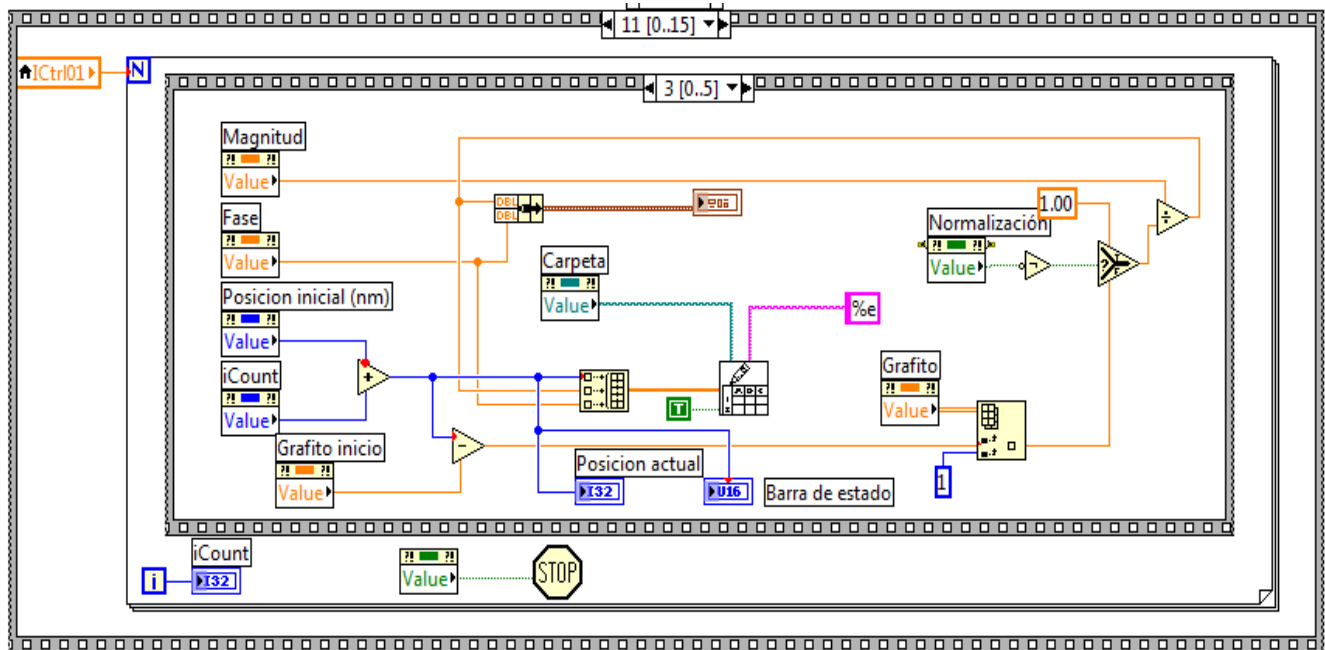 11 [0..15]
ICtrl01
N
3 [0..5]
Magnitud
?! ?!
Value
1.00
DBL
DBL
Fase
?! ?!
Value
Normalización
?! ?!
Value
Carpeta
?! ?!
Value
%e
Posicion inicial (nm)
?! ?!
Value
iCount
?! ?!
Value
T
Grafito
?! ?!
Value
Grafito inicio
?! ?!
Value
Posicion actual
I32
U16
Barra de estado
1
iCount
i
I32
?! ?!
Value
STOP